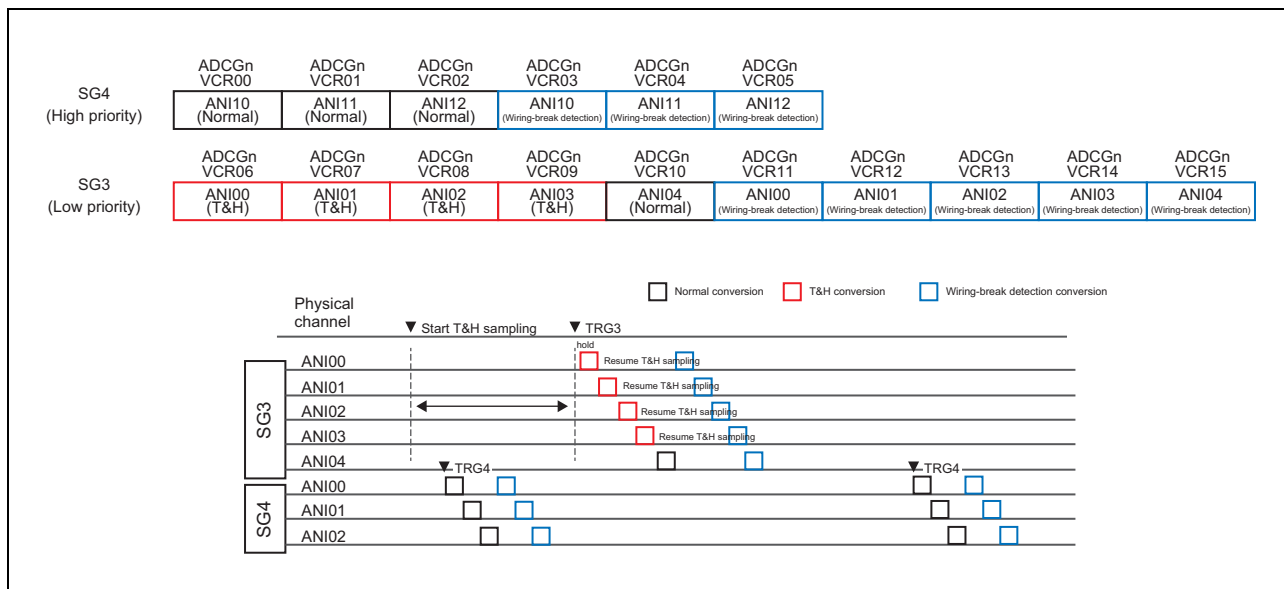 ADCGn ADCGn ADCGn ADCGn ADCGn ADCGn
VCR00 VCR01 VCR02 VCR03 VCR04 VCR05
SG4
(High priority)
ANI10 ANI11 ANI12 ANI10 ANI11 ANI12
(Normal) (Normal) (Normal) (Wiring-break detection) (Wiring-break detection) (Wiring-break detection)
ADCGn ADCGn ADCGn ADCGn ADCGn ADCGn ADCGn ADCGn ADCGn ADCGn
VCR06 VCR07 VCR08 VCR09 VCR10 VCR11 VCR12 VCR13 VCR14 VCR15
SG3
(Low priority)
ANI00 ANI01 ANI02 ANI03 ANI04 ANI00 ANI01 ANI02 ANI03 ANI04
(T&H) (T&H) (T&H) (T&H) (Normal) (Wiring-break detection) (Wiring-break detection) (Wiring-break detection) (Wiring-break detection) (Wiring-break detection)
Normal conversion T&H conversion Wiring-break detection conversion
Physical
channel
Start T&H sampling TRG3
hold
SG3
ANI00 Resume T&H sampling
ANI01 Resume T&H sampling
ANI02 Resume T&H sampling
ANI03 Resume T&H sampling
ANI04
TRG4 TRG4
SG4
ANI00
ANI01
ANI02